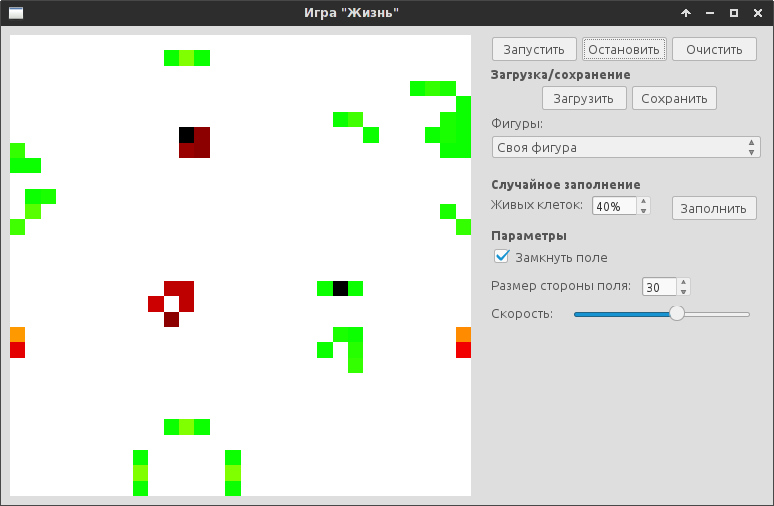 Игра "Жизнь"
Запустить Остановить Очистить
Загрузка/сохранение
Загрузить Сохранить
Фигуры:
Своя фигура
Случайное заполнение
Живых клеток: 40% Заполнить
Параметры
Замкнуть поле
Размер стороны поля: 30
Скорость: